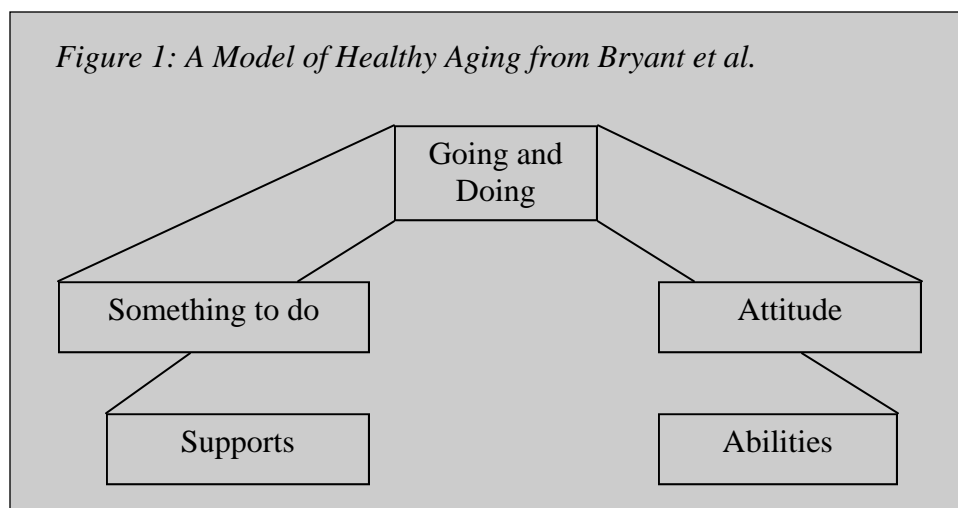 Figure 1: A Model of Healthy Aging from Bryant et al.
Going and
Doing
Something to do
Attitude
Supports
Abilities